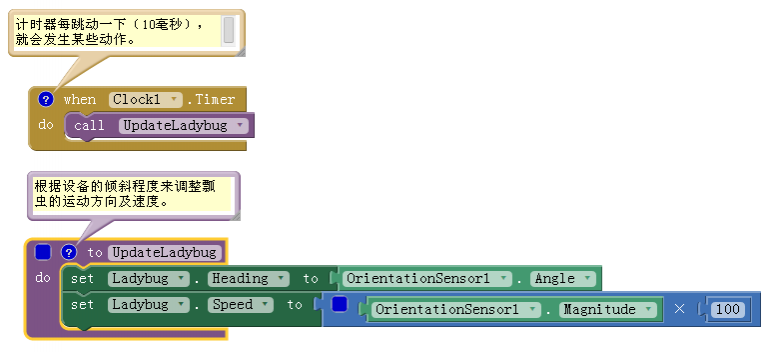 计时器每跳动一下（10毫秒），
就会发生某些动作。
? when Clock1 .Timer
do call UpdateLadybug
根据设备的倾斜程度来调整瓢
虫的运动方向及速度。
? to UpdateLadybug
do set Ladybug . Heading to OrientationSensor1 . Angle
set Ladybug . Speed to OrientationSensor1 . Magnitude × 100